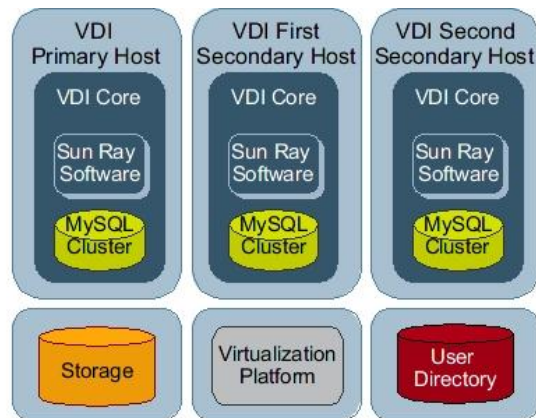 VDI
Primary Host
VDI Core
Sun Ray
Software
MySQL
Cluster
VDI First
Secondary Host
VDI Core
Sun Ray
Software
MySQL
Cluster
VDI Second
Secondary Host
VDI Core
Sun Ray
Software
MySQL
Cluster
Storage
Virtualization
Platform
User
Directory